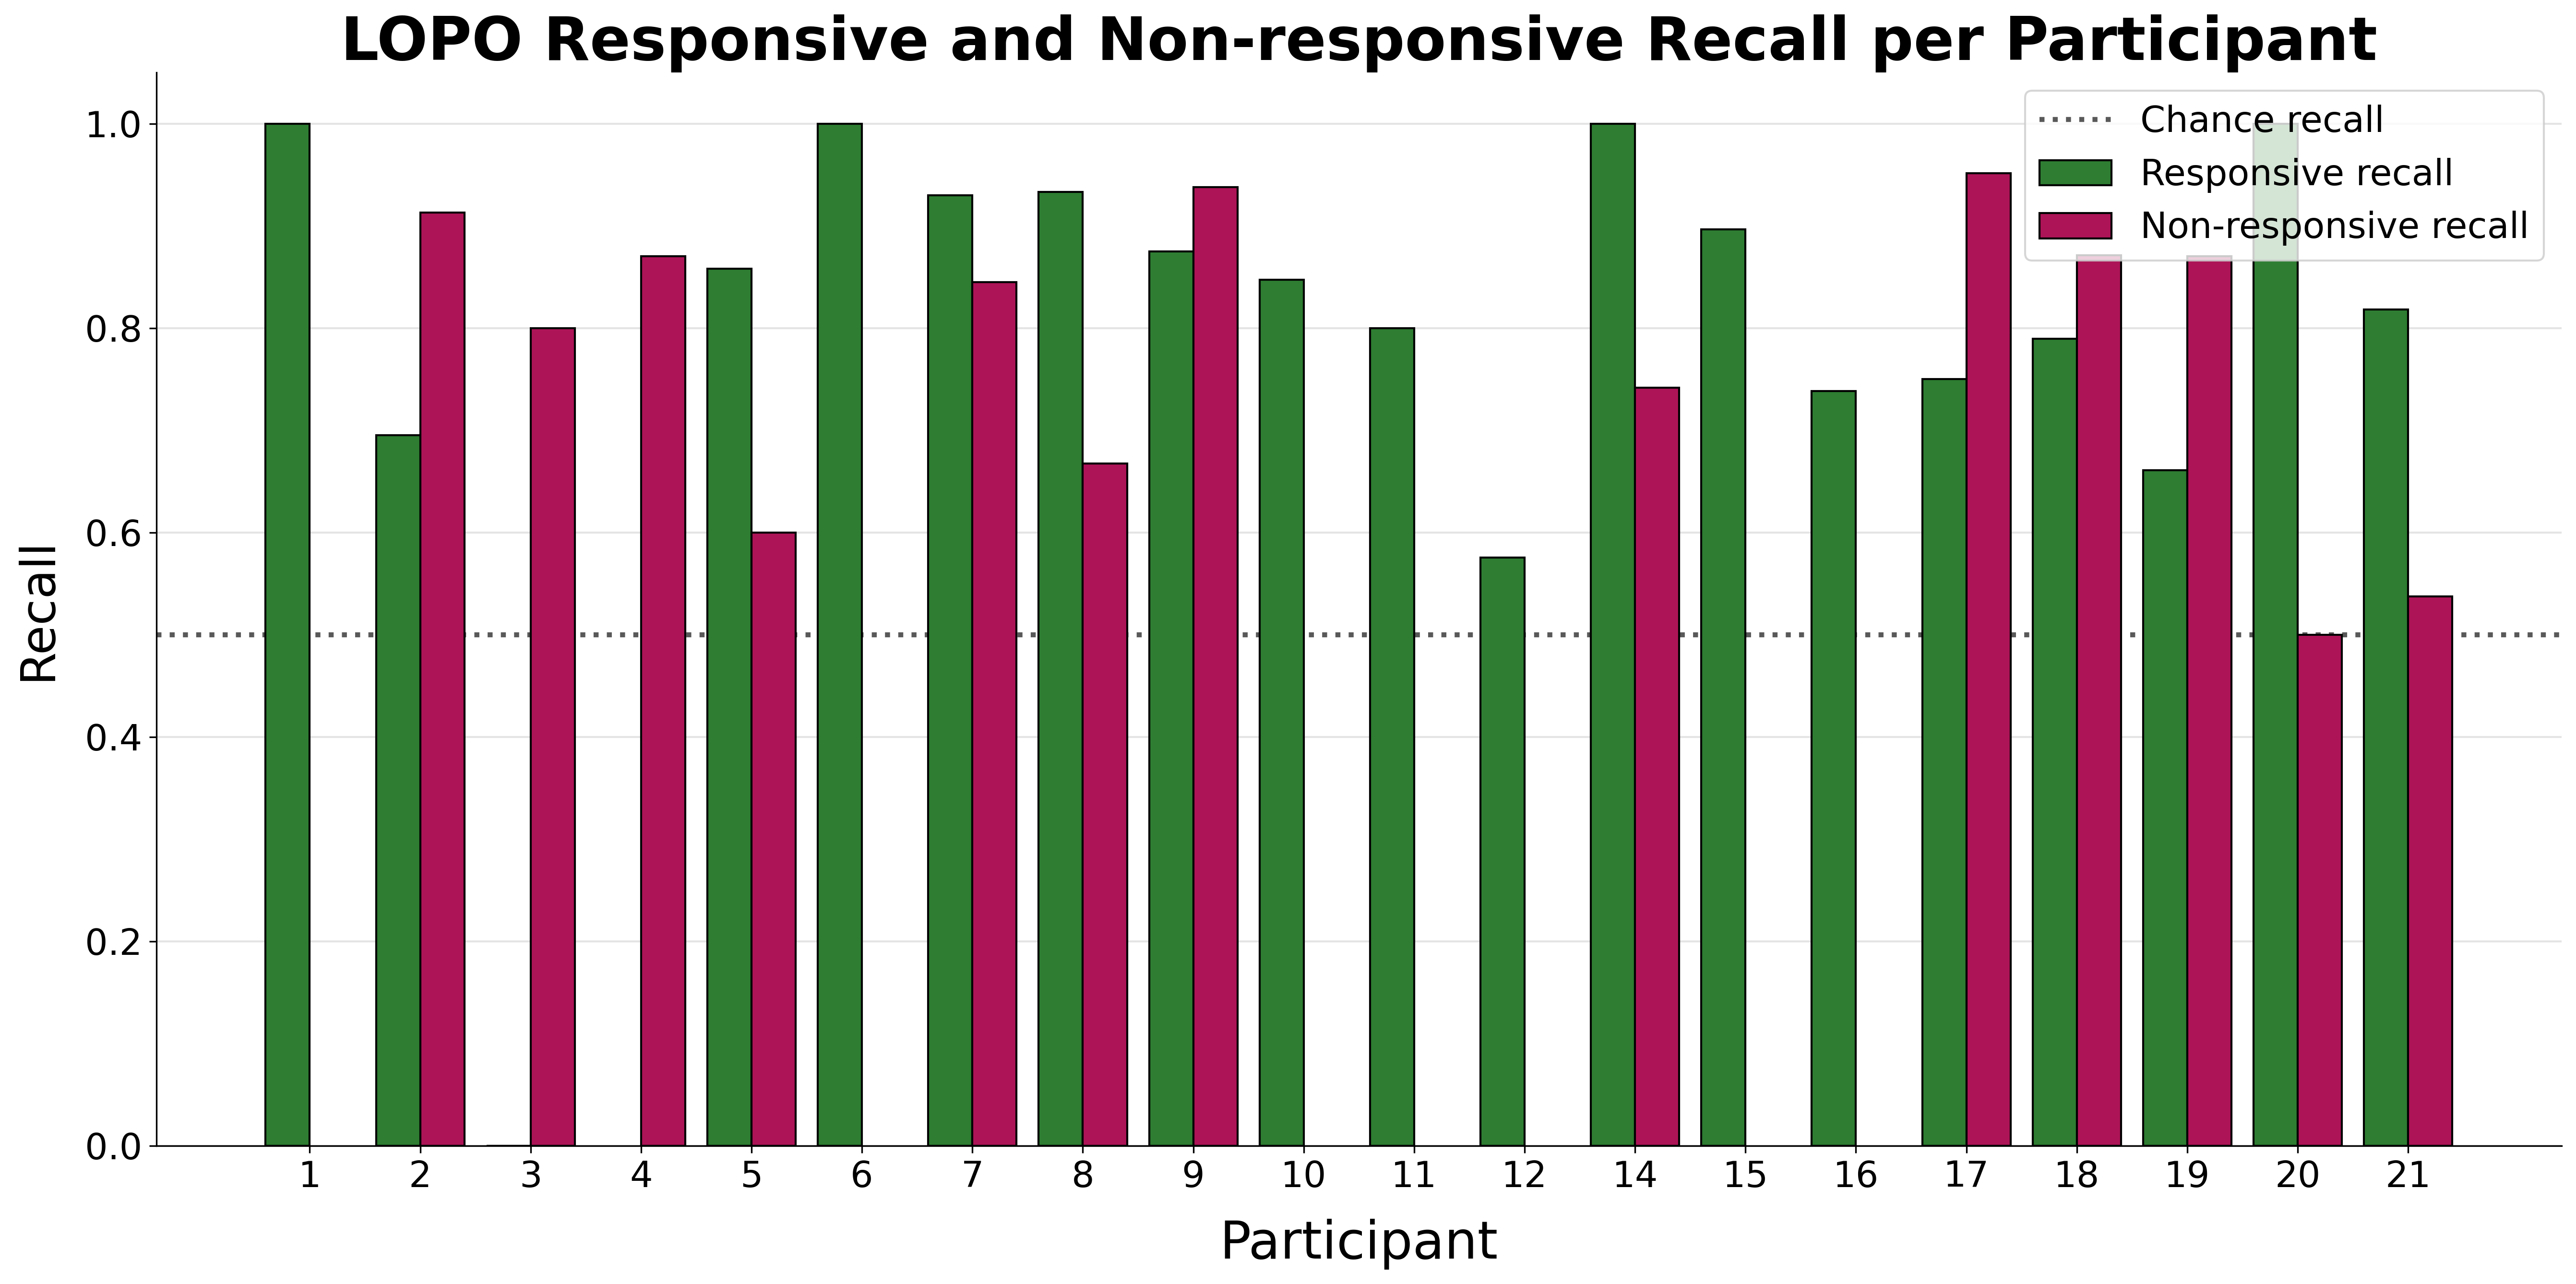 LOPO Responsive and Non-responsive Recall per Participant
Chance recall
Responsive recall
Non-responsive recall
1.0
0.8
0.6
0.4
0.2
0.0
Recall
1 2 3 4 5 6 7 8 9 10 11 12 14 15 16 17 18 19 20 21
Participant